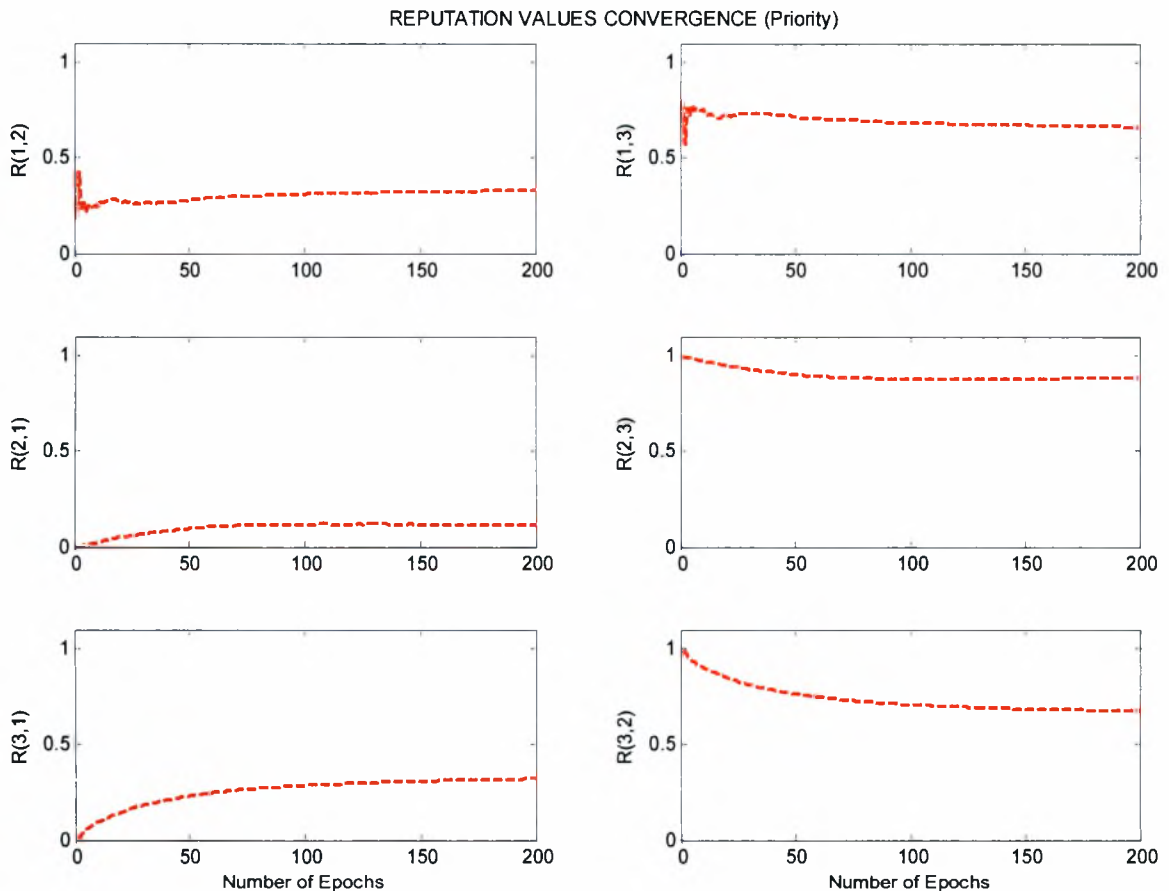 REPUTATION VALUES CONVERGENCE (Priority)
R(1,2)
1
0.5
0
0 50 100 150 200
R(1,3)
1
0.5
0
0 50 100 150 200
R(2,1)
1
0.5
0
0 50 100 150 200
R(2,3)
1
0.5
0
0 50 100 150 200
R(3,1)
1
0.5
0
0 50 100 150 200
Number of Epochs
R(3,2)
1
0.5
0
0 50 100 150 200
Number of Epochs